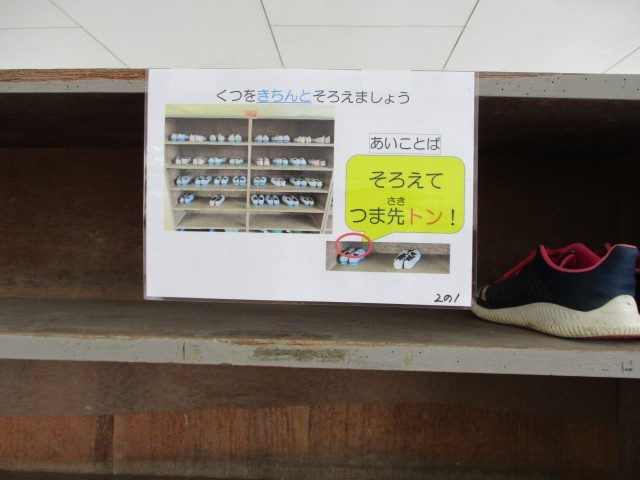 くつをきちんとそろえましょう
あいことば
そろえて
つま先トン！
さき
2の1